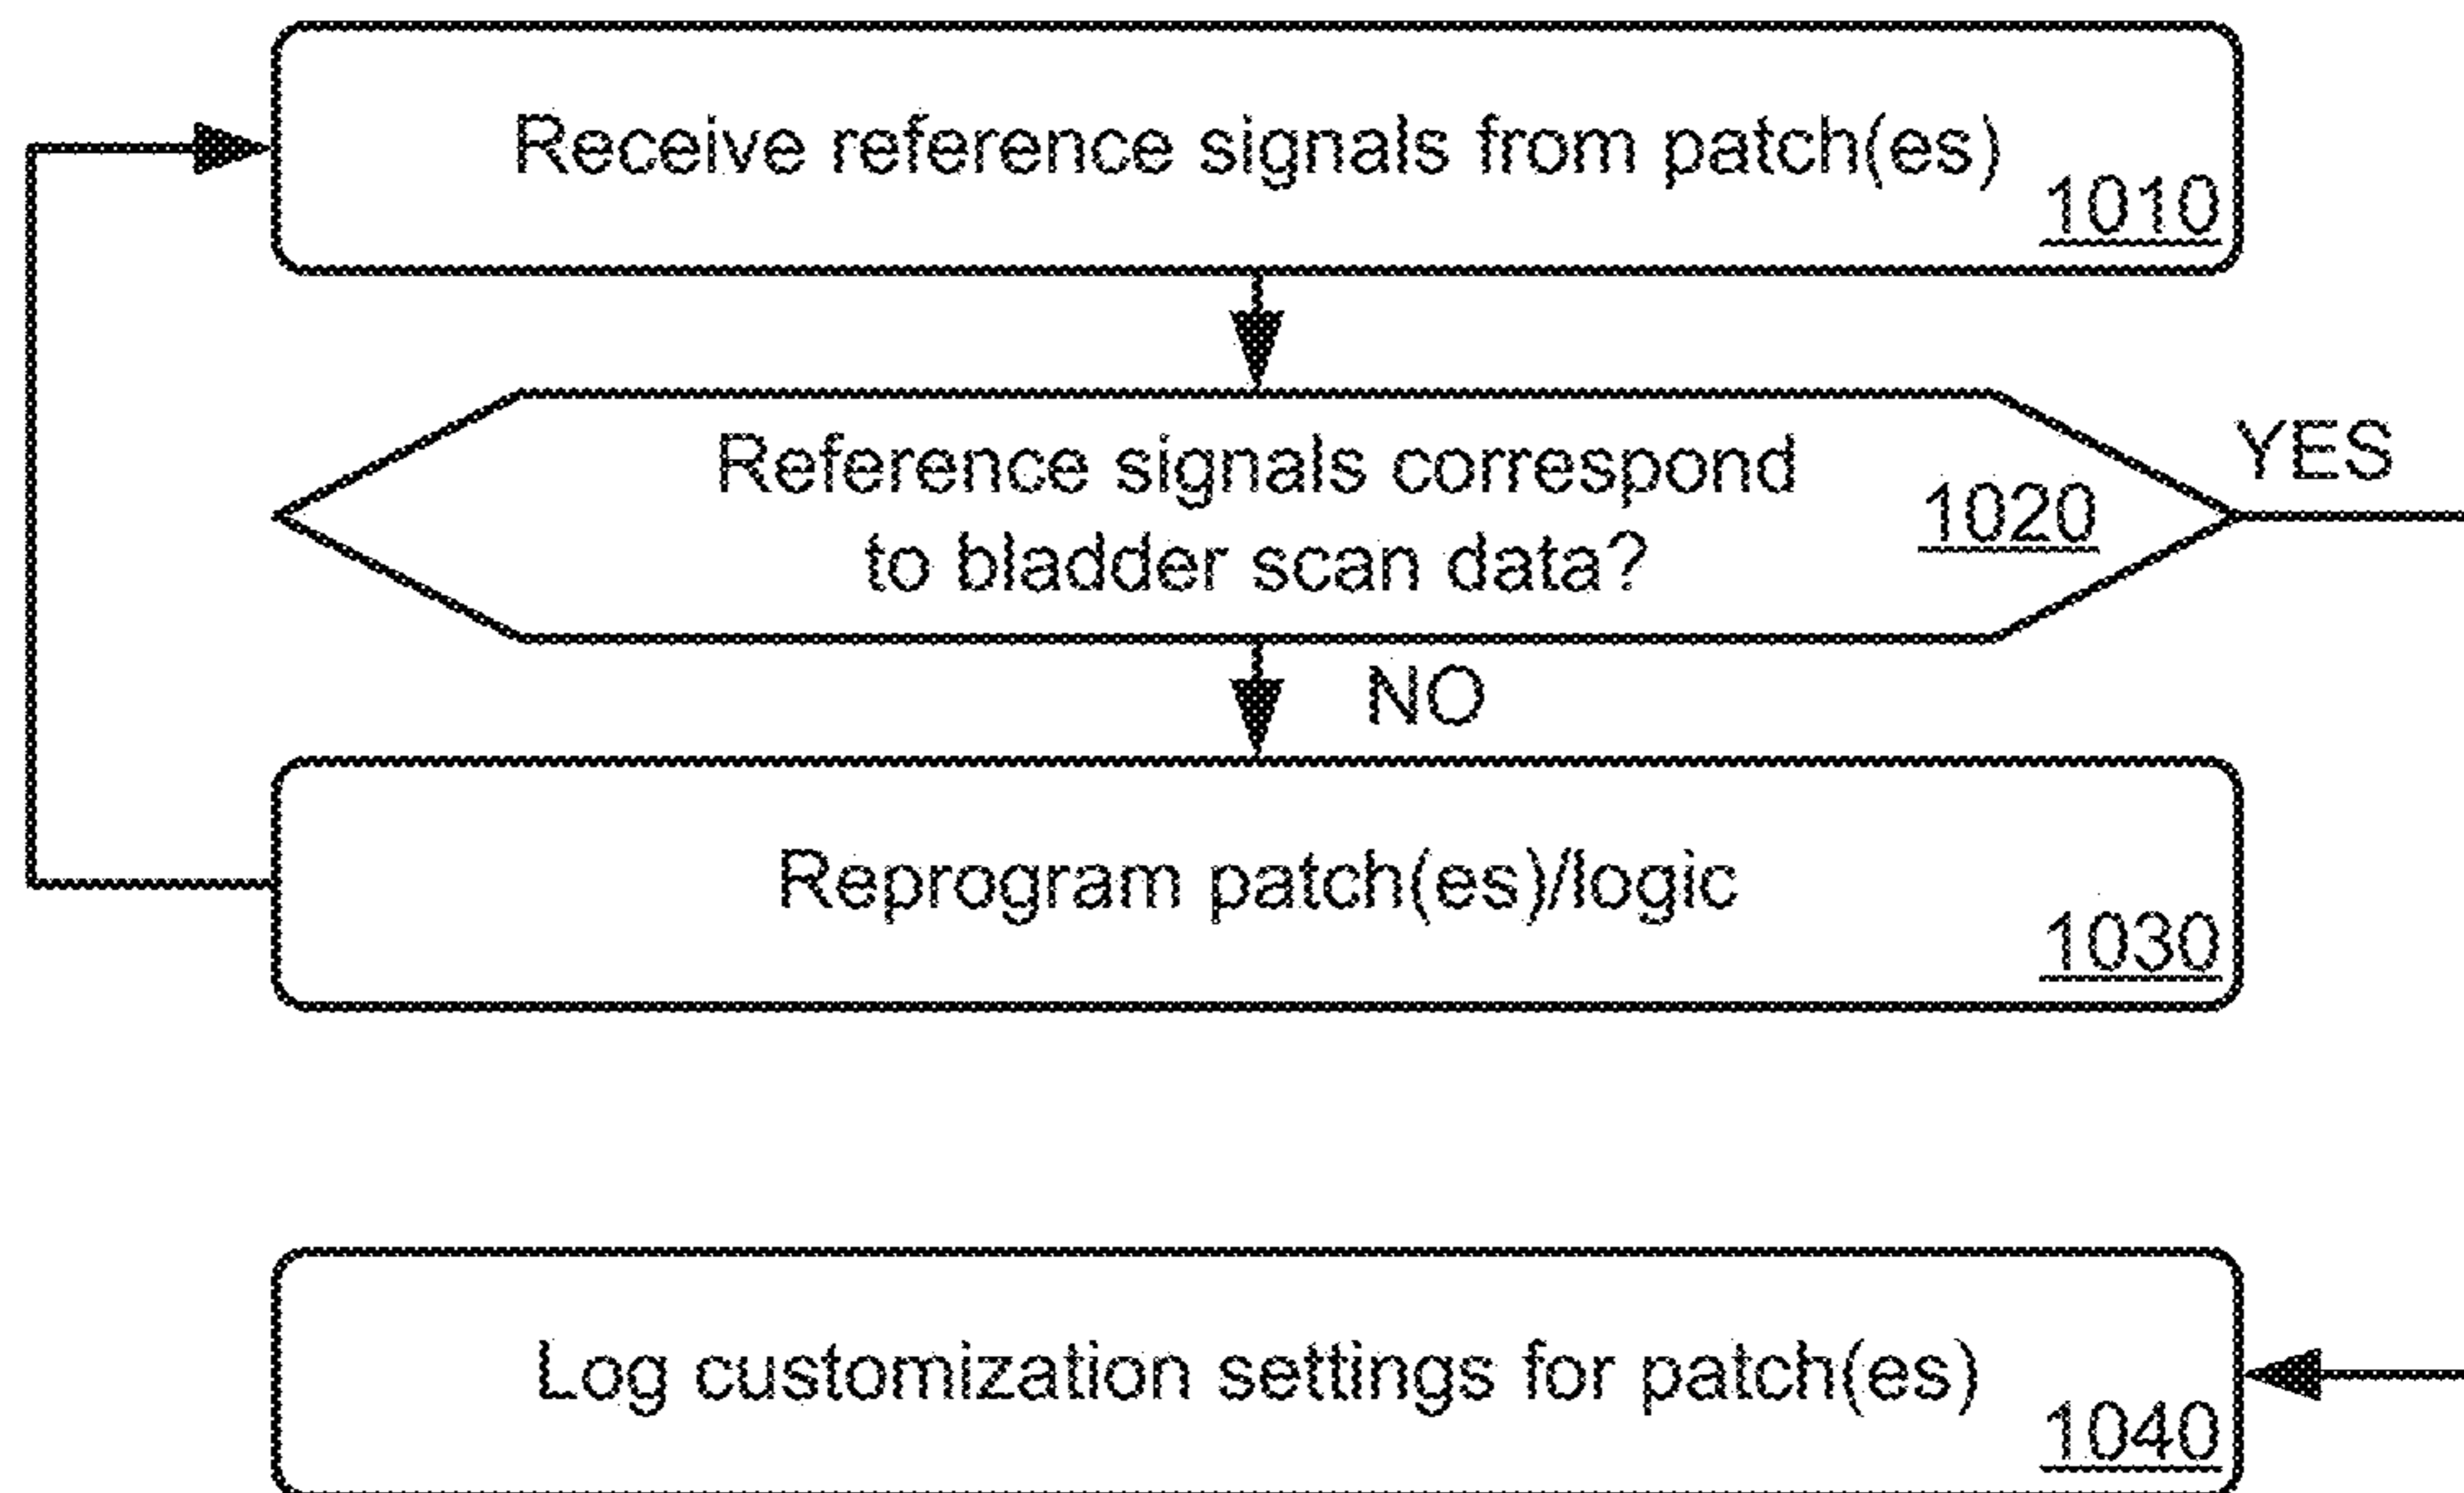 Receive reference signals from patch(es)
1010
Reference signals correspond
to bladder scan data?
1020
YES
NO
Reprogram patch(es)/logic
1030
Log customization settings for patch(es)
1040